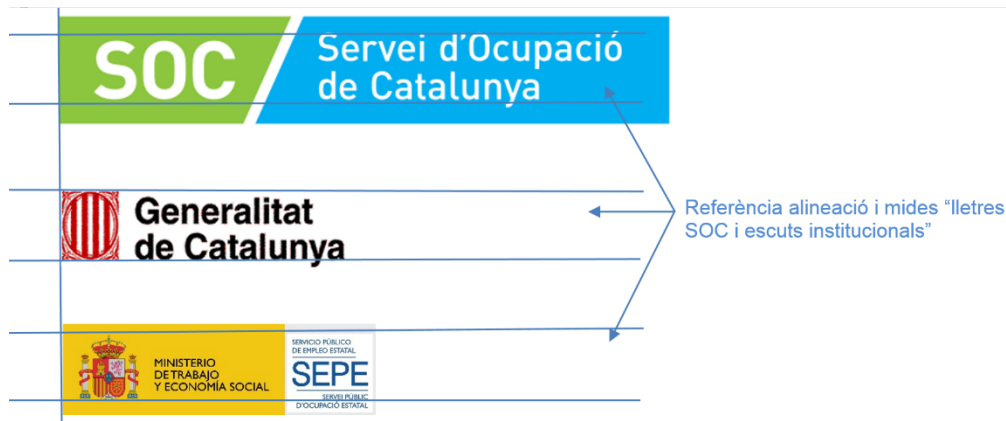 SOC
Servei d'Ocupació
de Catalunya
Generalitat
de Catalunya
Referència alineació i mides “lletres
SOC i escuts institucionals”
MINISTERIO
DE TRABAJO
Y ECONOMÍA SOCIAL
SERVICIO PÚBLICO
DE EMPLEO ESTATAL
SEPE
SERVEI PÚBLIC
D'OCUPACIÓ ESTATAL